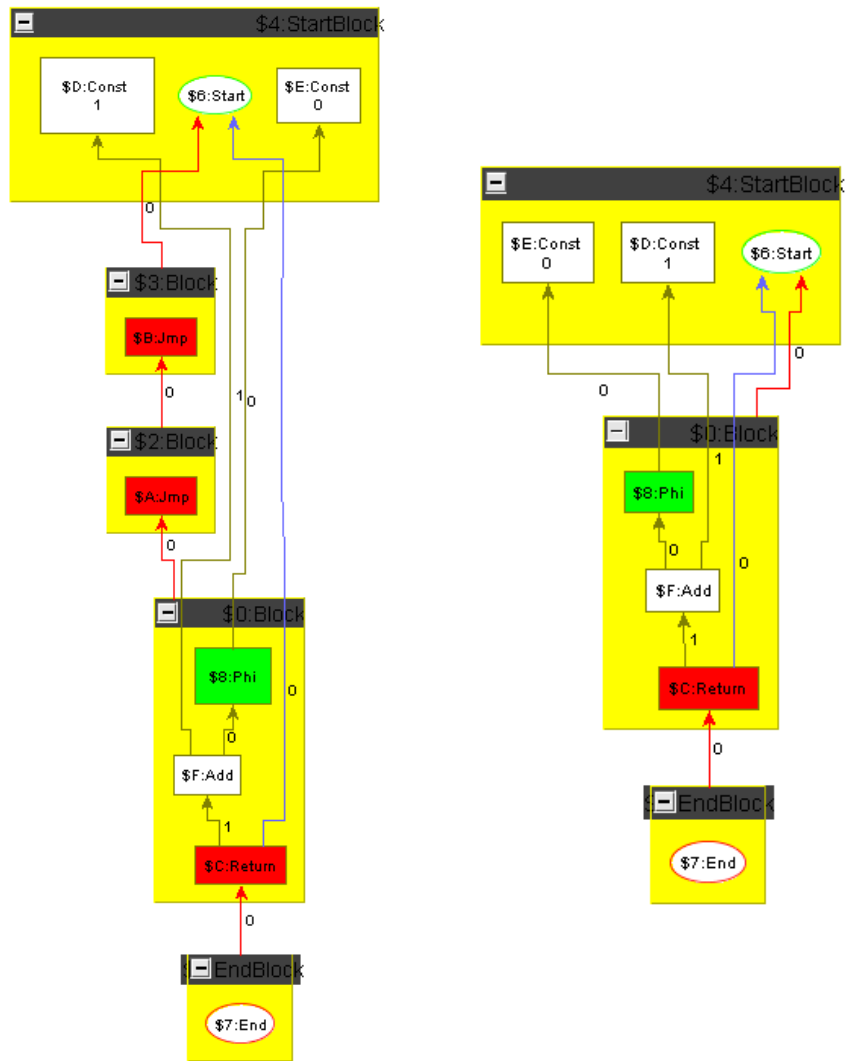 $4:StartBlock
$D:Const
1
$6:Start
$E:Const
0
0
$3:Block
$B:Jmp
0
1
0
$2:Block
$A:Jmp
0
$0:Block
$8:Phi
0
0
$F:Add
1
$C:Return
0
EndBlock
$7:End
$4:StartBlock
$E:Const
0
$D:Const
1
$6:Start
0
0
$0:Block
1
$8:Phi
0
0
$F:Add
1
$C:Return
0
EndBlock
$7:End